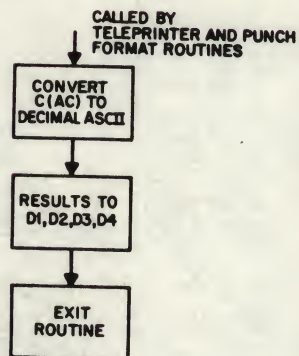 CALLED BY
TELEPRINTER AND PUNCH
FORMAT ROUTINES
CONVERT
C(AC) TO
DECIMAL ASCII
RESULTS TO
D1,D2,D3,D4
EXIT
ROUTINE